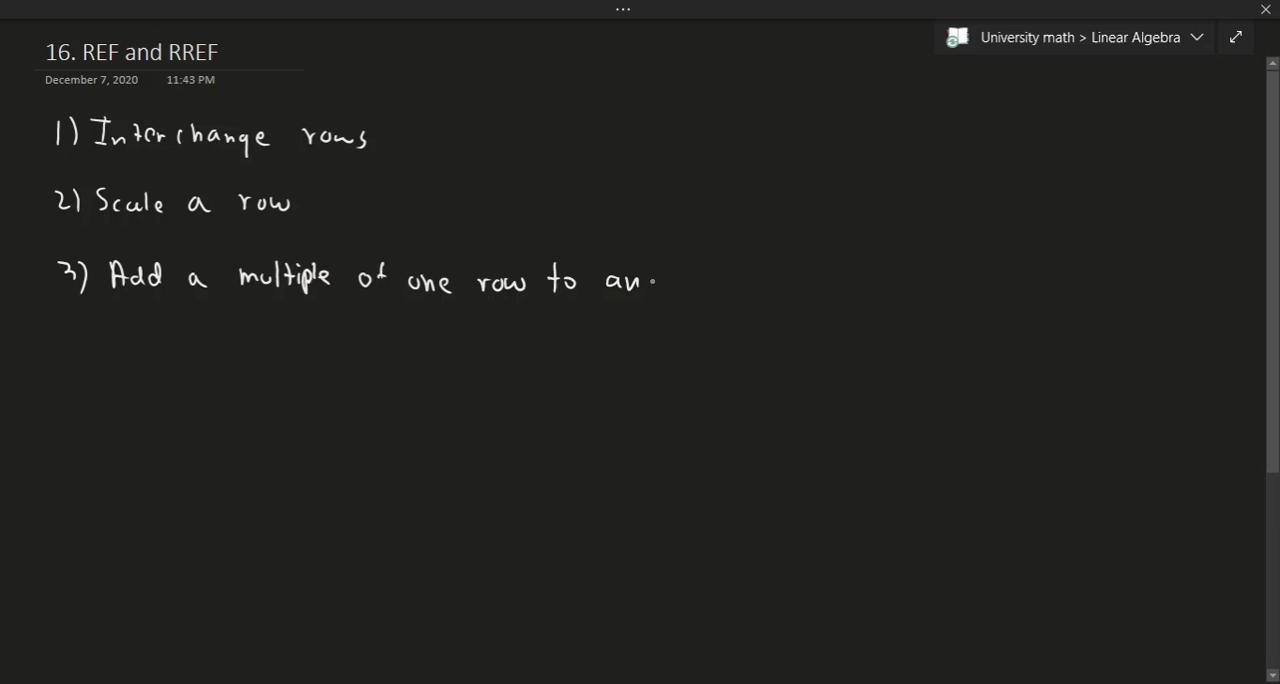 University math > Linear Algebra
16. REF and RREF
December 7, 2020 11:43 PM
1) Interchange rows
2) Scale a row
3) Add a multiple of one row to an